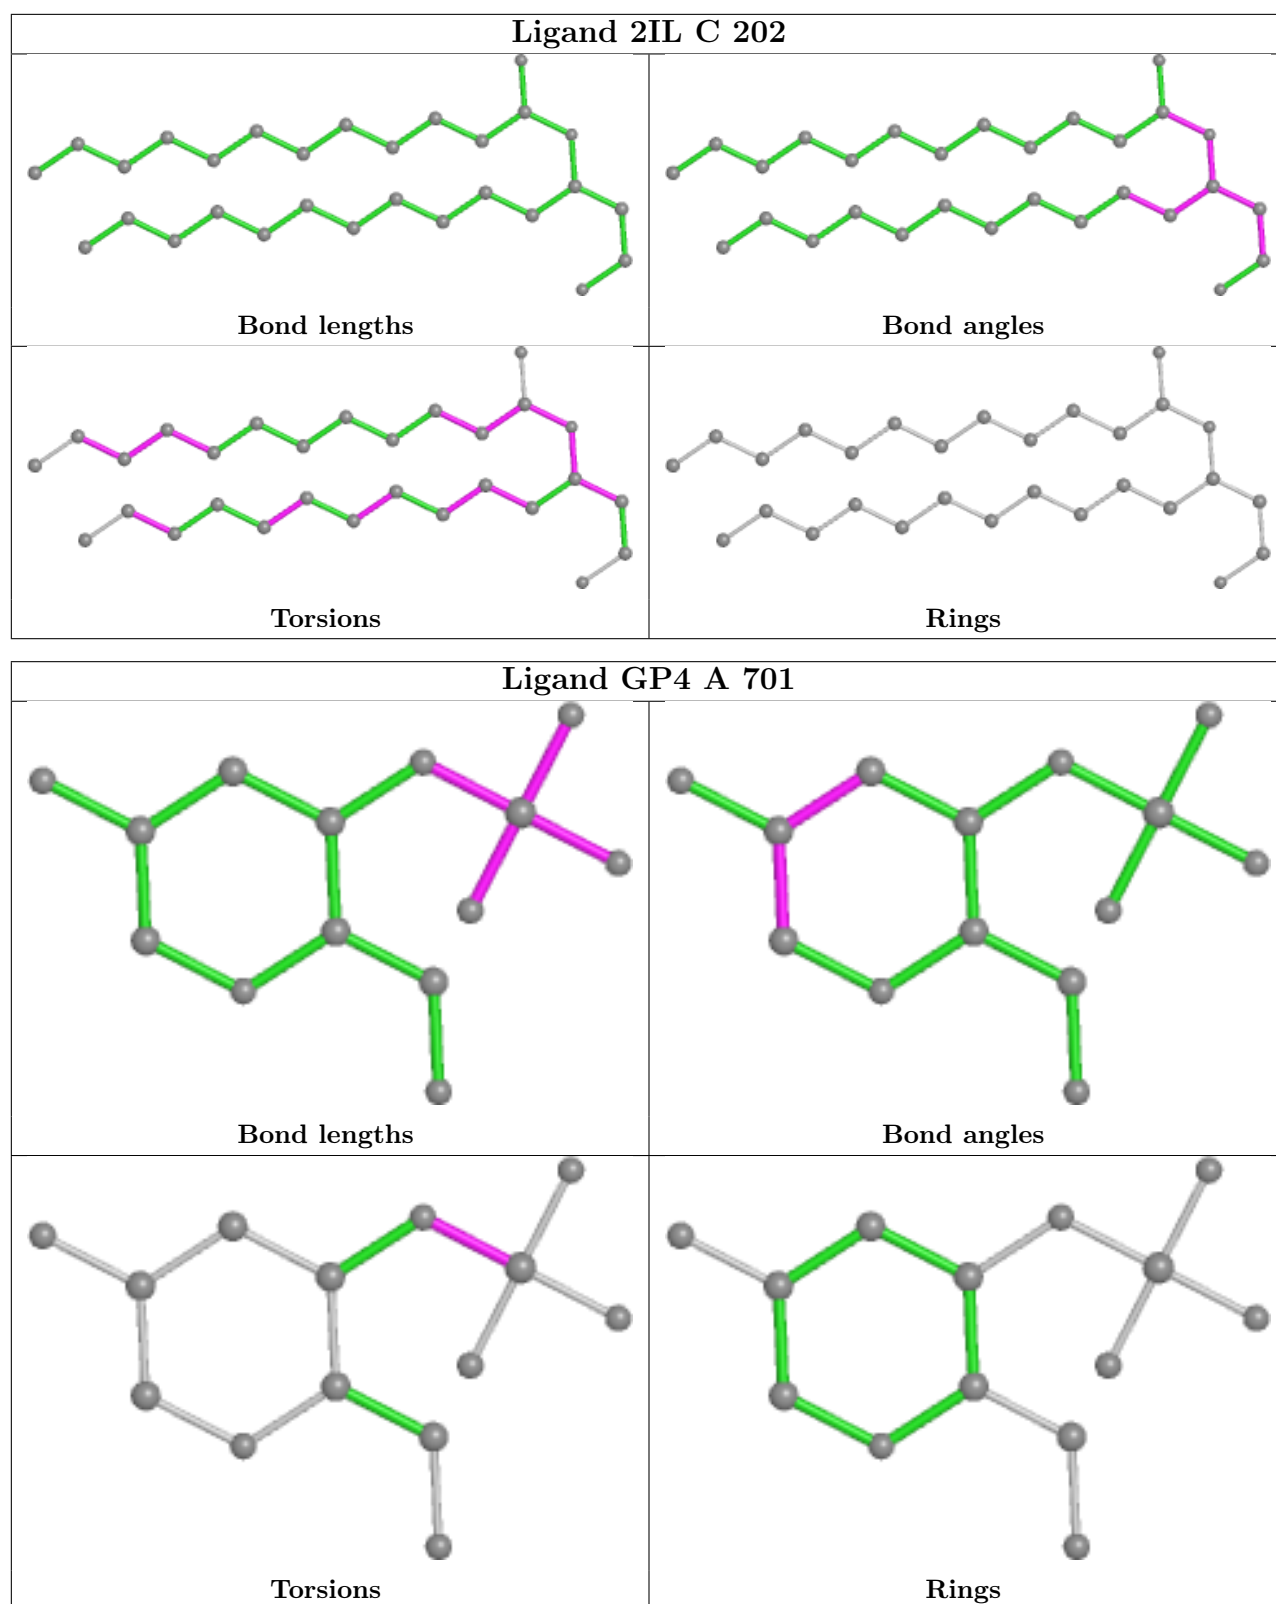 Ligand 2IL C 202
Bond lengths
Bond angles
Torsions
Rings
Ligand GP4 A 701
Bond lengths
Bond angles
Torsions
Rings